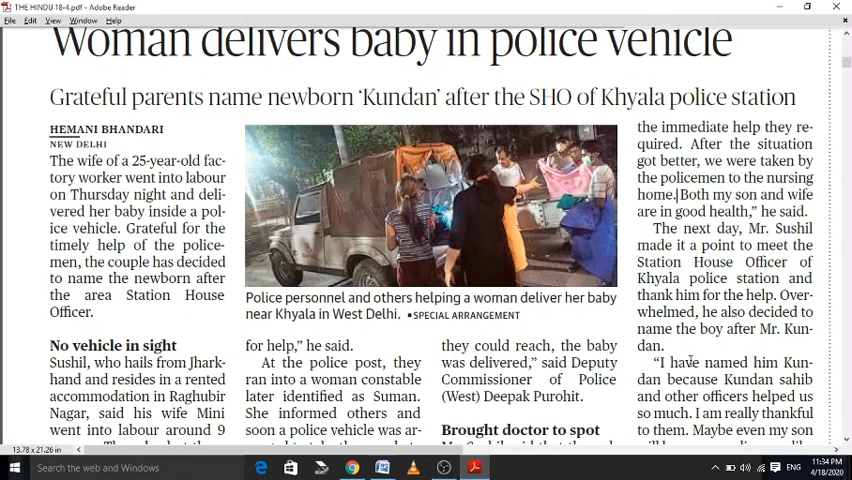 THE HINDU 18-4.pdf - Adobe Reader
File Edit View Window Help
Woman delivers baby in police vehicle
Grateful parents name newborn ‘Kundan’ after the SHO of Khyala police station
HEMANI BHANDARI
NEW DELHI
The wife of a 25-year-old fac-
tory worker went into labour
on Thursday night and deli-
vered her baby inside a pol-
ice vehicle. Grateful for the
timely help of the police-
men, the couple has decided
to name the newborn after
the area Station House
Officer.
No vehicle in sight
Sushil, who hails from Jhark-
hand and resides in a rented
accommodation in Raghubir
Nagar, said his wife Mini
went into labour around 9
Police personnel and others helping a woman deliver her baby
near Khyala in West Delhi. ■ SPECIAL ARRANGEMENT
for help,” he said.
At the police post, they
ran into a woman constable
later identified as Suman.
She informed others and
soon a police vehicle was ar-
they could reach, the baby
was delivered,” said Deputy
Commissioner of Police
(West) Deepak Purohit.
Brought doctor to spot
the immediate help they re-
quired. After the situation
got better, we were taken by
the policemen to the nursing
home. Both my son and wife
are in good health,” he said.
The next day, Mr. Sushil
made it a point to meet the
Station House Officer of
Khyala police station and
thank him for the help. Over-
whelmed, he also decided to
name the boy after Mr. Kun-
dan.
“I have named him Kun-
dan because Kundan sahib
and other officers helped us
so much. I am really thankful
to them. Maybe even my son
13.78 x 21.26 in
Search the web and Windows
ENG
11:34 PM
4/18/2020